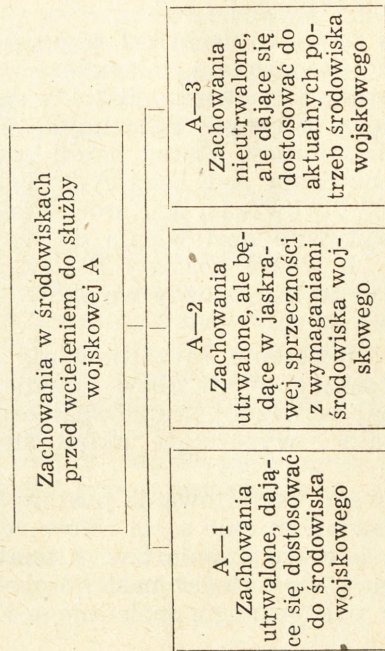 Zachowania w środowiskach
przed wcieleniem do służby
wojskowej A
A—1
Zachowania
utrwalone, dają-
ce się dostosować
do środowiska
wojskowego
A—2
Zachowania
utrwalone, ale bę-
dące w jaskra-
wej sprzeczności
z wymaganiami
środowiska woj-
skowego
A—3
Zachowania
nieutrwalone,
ale dające się
dostosować do
aktualnych po-
trzeb środowiska
wojskowego